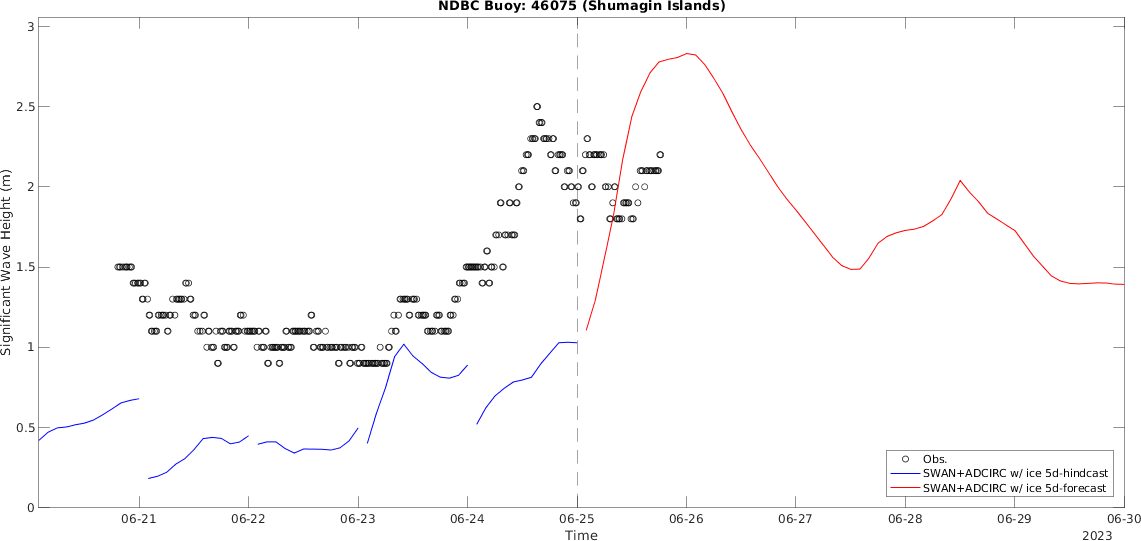 NDBC Buoy: 46075 (Shumagin Islands)
3
2.5
2
1.5
1
0.5
0
Significant Wave Height (m)
Obs.
SWAN+ADCIRC w/ ice 5d-hindcast
SWAN+ADCIRC w/ ice 5d-forecast
06-21 06-22 06-23 06-24 06-25 06-26 06-27 06-28 06-29 06-30
Time
2023